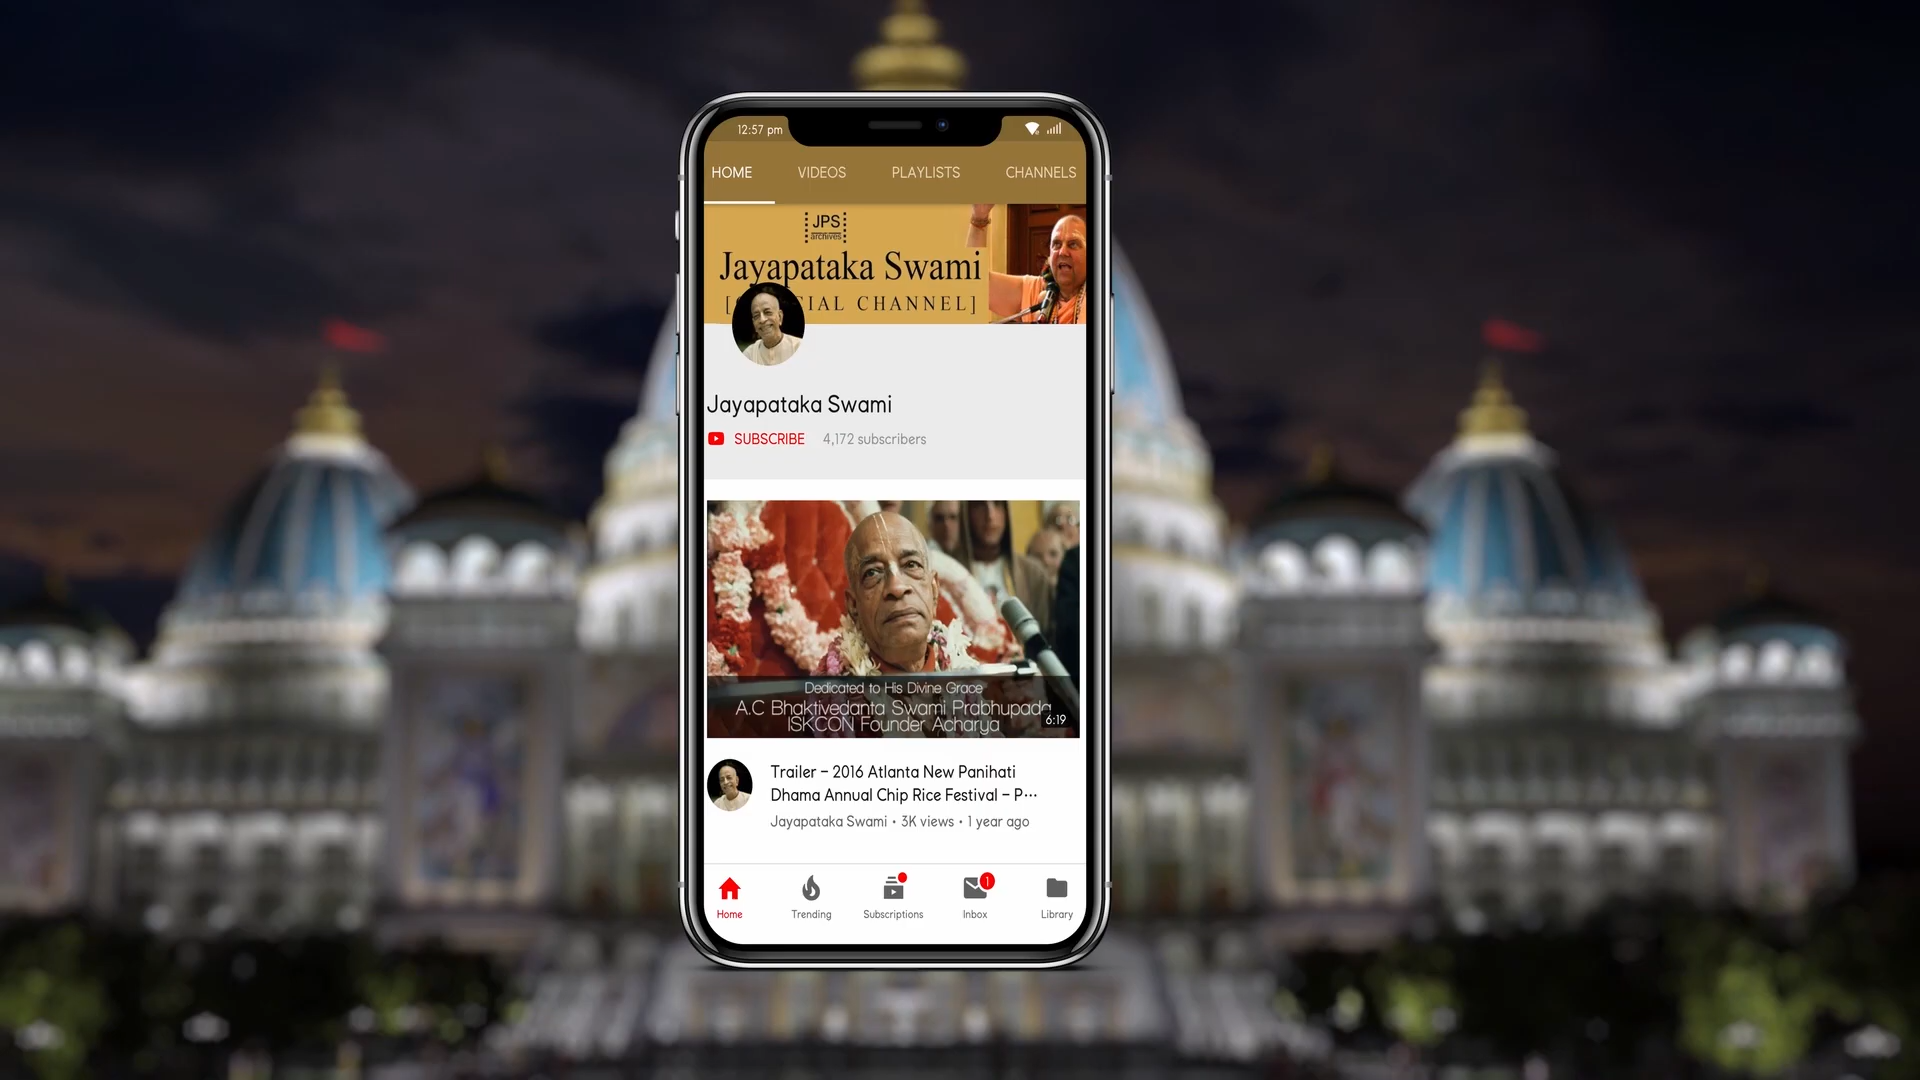 12:57 pm
HOME VIDEOS PLAYLISTS CHANNELS
JPS
archives
Jayapataka Swami
[ CIAL CHANNEL]
Jayapataka Swami
SUBSCRIBE 4,172 subscribers
Dedicated to His Divine Grace
A.C Bhaktivedanta Swami Prabhupada
ISKCON Founder Acharya
6:19
Trailer – 2016 Atlanta New Panihati
Dhama Annual Chip Rice Festival – P...
Jayapataka Swami • 3K views • 1 year ago
1
Home Trending Subscriptions Inbox Library